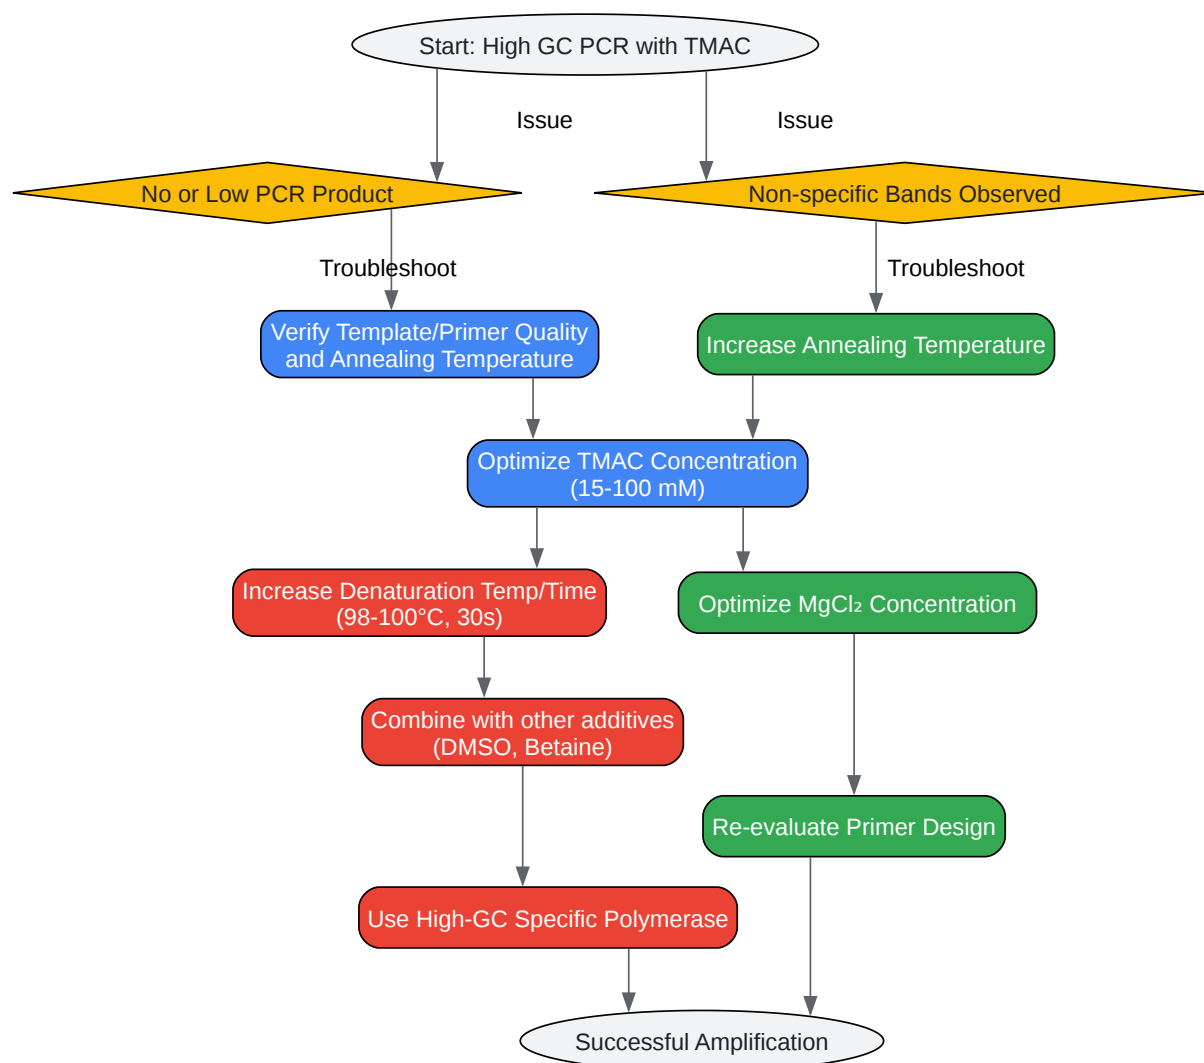 Start: High GC PCR with TMAC
Issue
Issue
No or Low PCR Product
Non-specific Bands Observed
Troubleshoot
Troubleshoot
Verify Template/Primer Quality
and Annealing Temperature
Increase Annealing Temperature
Optimize TMAC Concentration
(15-100 mM)
Increase Denaturation Temp/Time
(98-100°C, 30s)
Optimize MgCl₂ Concentration
Combine with other additives
(DMSO, Betaine)
Re-evaluate Primer Design
Use High-GC Specific Polymerase
Successful Amplification